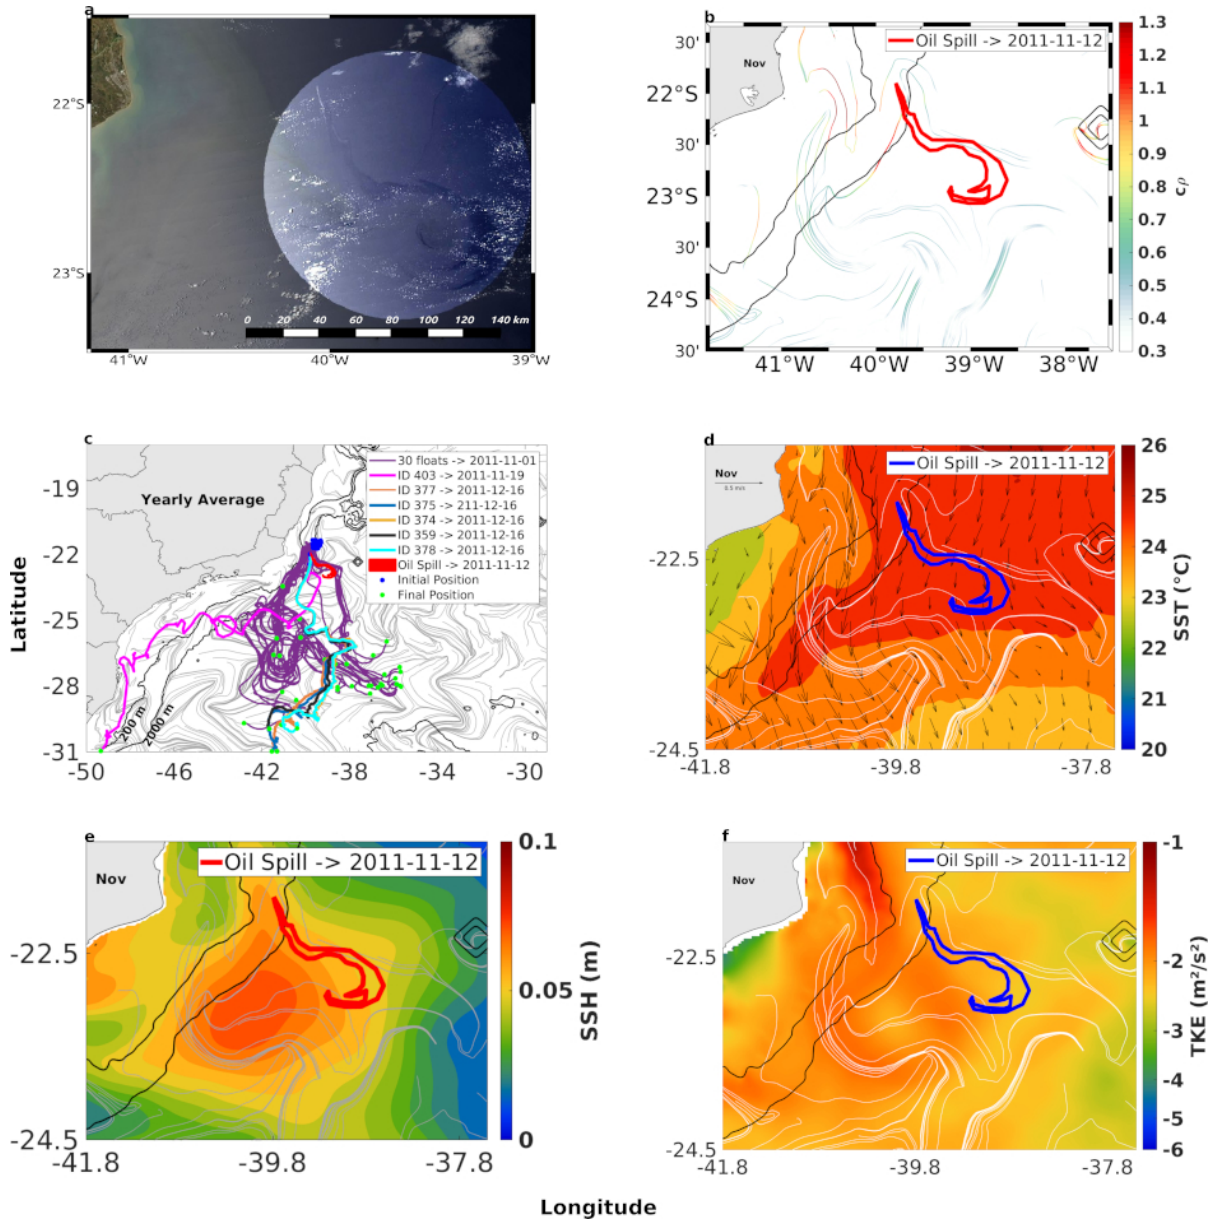 a
22°S
23°S
41°W
40°W
39°W
0 20 40 60 80 100 120 140 km
b
Oil Spill -> 2011-11-12
Nov
30'
22°S
30'
23°S
30'
24°S
30'
41°W
40°W
39°W
38°W
1.3
1.2
1.1
1
0.9
0.8
0.7
0.6
0.5
0.4
0.3
cρ
c
Yearly Average
30 floats -> 2011-11-01
ID 403 -> 2011-11-19
ID 377 -> 2011-12-16
ID 375 -> 211-12-16
ID 374 -> 2011-12-16
ID 359 -> 2011-12-16
ID 378 -> 2011-12-16
Oil Spill -> 2011-11-12
Initial Position
Final Position
200 m
2000 m
-19
-22
-25
-28
-31
-50
-46
-42
-38
-34
-30
Latitude
d
Nov
0.5 m/s
Oil Spill -> 2011-11-12
-22.5
-24.5
-41.8
-39.8
-37.8
26
25
24
23
22
21
20
SST (°C)
e
Nov
Oil Spill -> 2011-11-12
-22.5
-24.5
-41.8
-39.8
-37.8
0.1
0.05
0
SSH (m)
f
Nov
Oil Spill -> 2011-11-12
-22.5
-24.5
-41.8
-39.8
-37.8
-1
-2
-3
-4
-5
-6
TKE (m²/s²)
Longitude